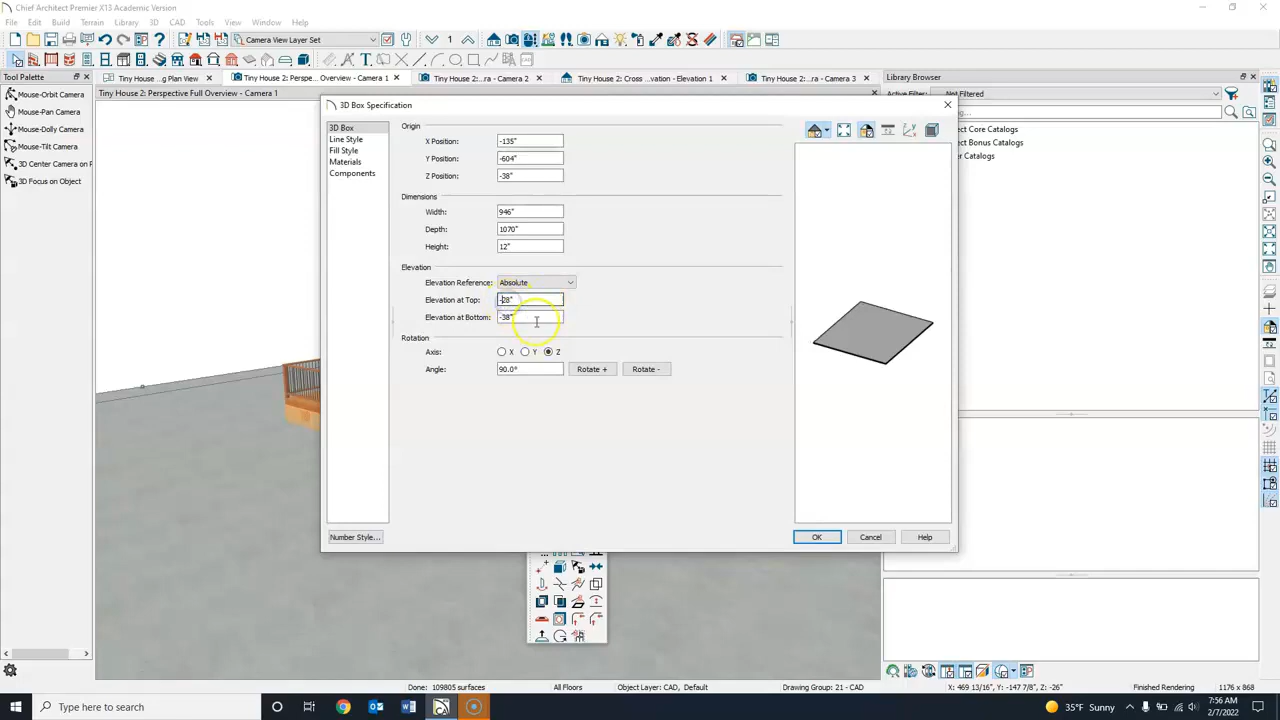 Chief Architect Premier X13 Academic Version
File Edit Build Terrain Library 3D CAD Tools View Window Help
Camera View Layer Set
1
Tool Palette
Tiny House ...g Plan View
Tiny House 2: Perspe... Overview - Camera 1
Tiny House 2:...ra - Camera 2
Tiny House 2: Cross ...vation - Elevation 1
Tiny House 2:...ra - Camera 3
Library Browser
Tiny House 2: Perspective Full Overview - Camera 1
Active Filter: Not Filtered
Mouse-Orbit Camera
Mouse-Pan Camera
Mouse-Dolly Camera
Mouse-Tilt Camera
3D Center Camera on P
3D Focus on Object
ect Core Catalogs
ect Bonus Catalogs
er Catalogs
3D Box Specification
3D Box
Line Style
Fill Style
Materials
Components
Origin
X Position: -135"
Y Position: -604"
Z Position: -38"
Dimensions
Width: 946"
Depth: 1070"
Height: 12"
Elevation
Elevation Reference: Absolute
Elevation at Top: -28"
Elevation at Bottom: -38"
Rotation
Axis: X Y Z
Angle: 90.0° Rotate + Rotate -
Number Style... OK Cancel Help
Done: 109805 surfaces All Floors Object Layer: CAD, Default Drawing Group: 21 - CAD X: 469 13/16", Y: -147 7/8", Z: -26" Finished Rendering 1176 x 868
Type here to search
35°F Sunny
7:56 AM
2/7/2022